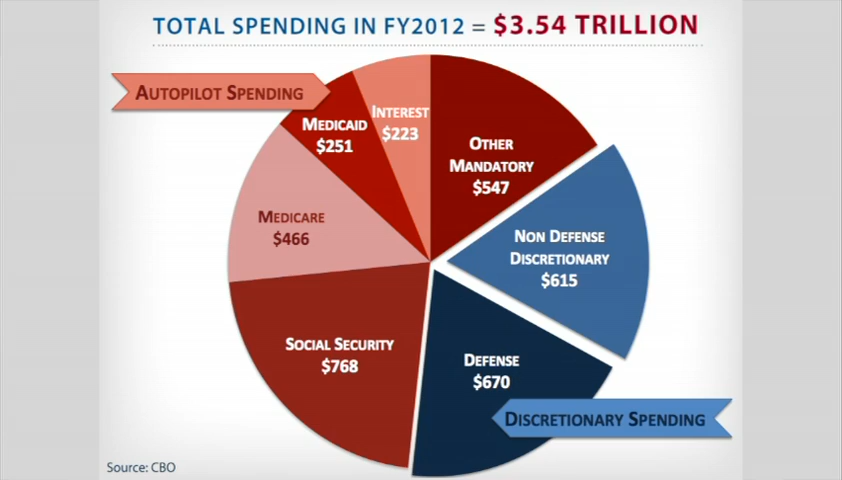 TOTAL SPENDING IN FY2012 = $3.54 TRILLION
AUTOPILOT SPENDING
INTEREST
$223
MEDICAID
$251
OTHER
MANDATORY
$547
MEDICARE
$466
NON DEFENSE
DISCRETIONARY
$615
SOCIAL SECURITY
$768
DEFENSE
$670
DISCRETIONARY SPENDING
Source: CBO